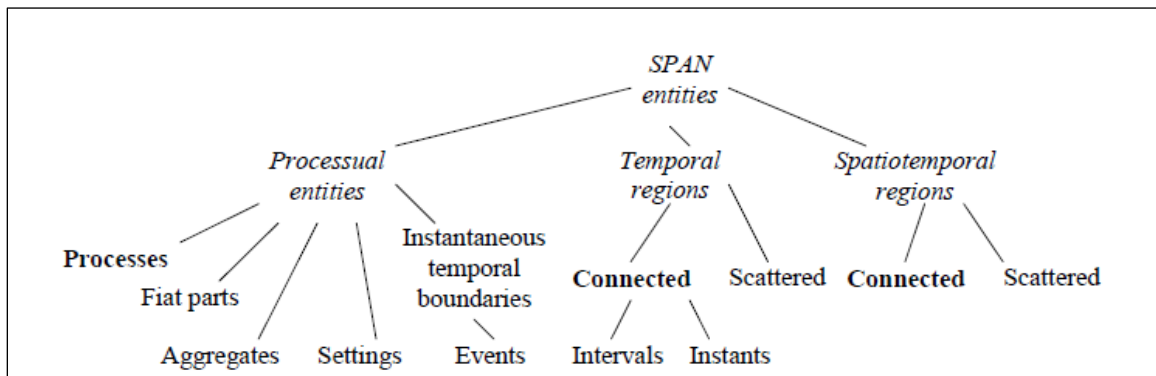 SPAN
entities
Processual
entities
Temporal
regions
Spatiotemporal
regions
Processes
Fiat parts
Aggregates
Settings
Instantaneous
temporal
boundaries
Events
Connected
Scattered
Intervals
Instants
Connected
Scattered